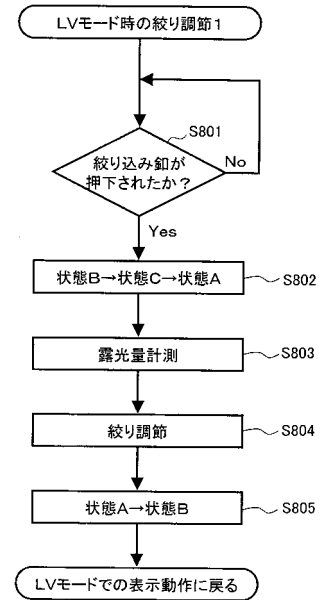 LVモード時の絞り調節1
S801
絞り込み釦が
押下されたか？
No
Yes
状態B→状態C→状態A
S802
露光量計測
S803
絞り調節
S804
状態A→状態B
S805
LVモードでの表示動作に戻る